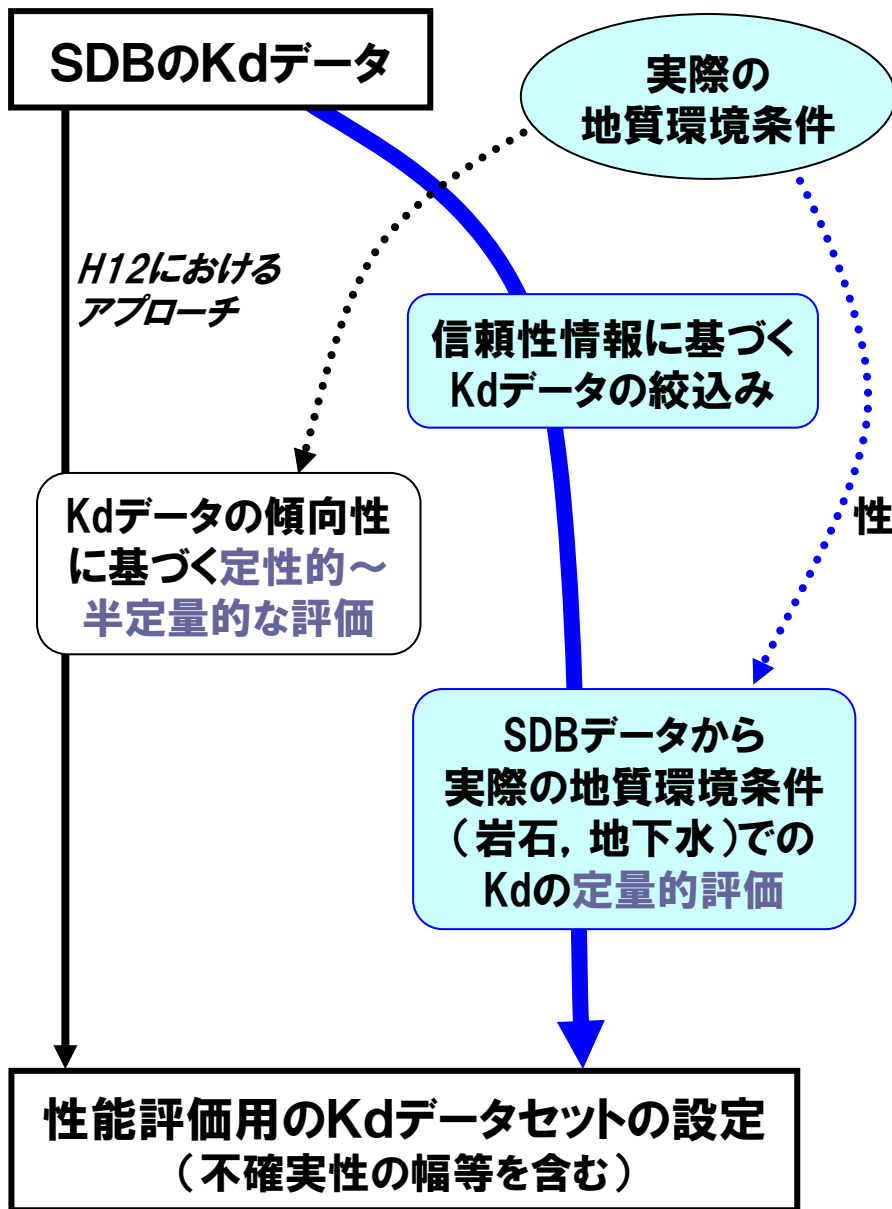 SDBのKdデータ
実際の
地質環境条件
H12における
アプローチ
信頼性情報に基づく
Kdデータの絞込み
Kdデータの傾向性
に基づく定性的～
半定量的な評価
性
SDBデータから
実際の地質環境条件
（岩石, 地下水）での
Kdの定量的評価
性能評価用のKdデータセットの設定
（不確実性の幅等を含む）